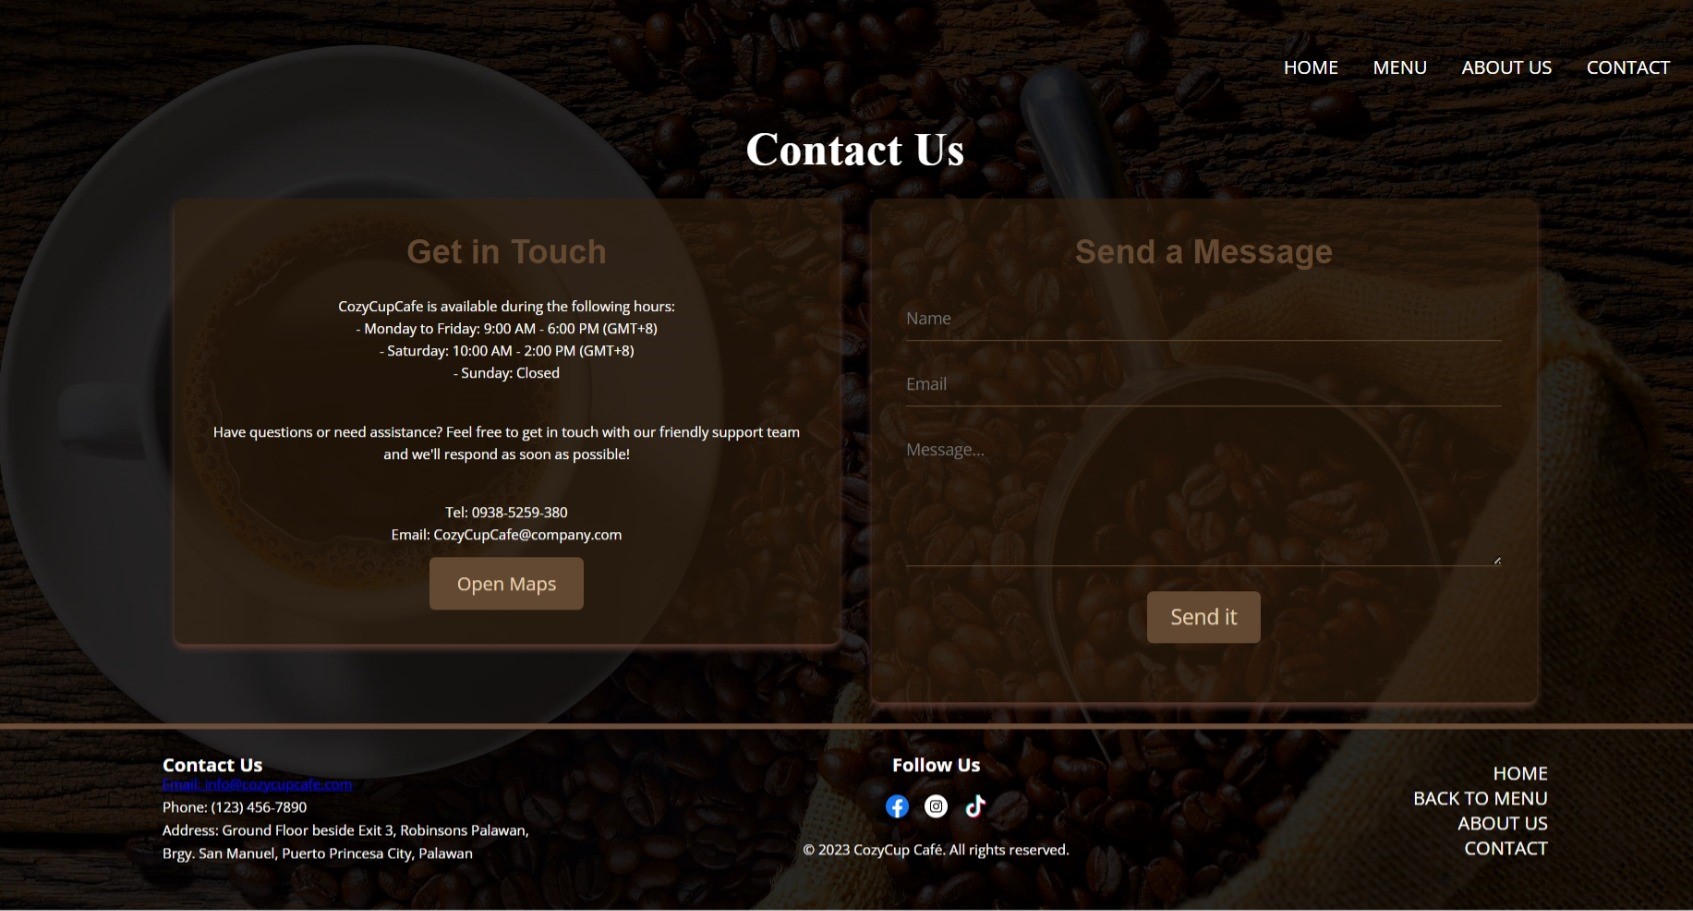 HOME MENU ABOUT US CONTACT
Contact Us
Get in Touch
CozyCupCafe is available during the following hours:
- Monday to Friday: 9:00 AM - 6:00 PM (GMT+8)
- Saturday: 10:00 AM - 2:00 PM (GMT+8)
- Sunday: Closed
Have questions or need assistance? Feel free to get in touch with our friendly support team
and we'll respond as soon as possible!
Tel: 0938-5259-380
Email: CozyCupCafe@company.com
Open Maps
Send a Message
Name
Email
Message...
Send it
Contact Us
Email: info@cozycupcafe.com
Phone: (123) 456-7890
Address: Ground Floor beside Exit 3, Robinsons Palawan,
Brgy. San Manuel, Puerto Princesa City, Palawan
Follow Us
© 2023 CozyCup Café. All rights reserved.
HOME
BACK TO MENU
ABOUT US
CONTACT